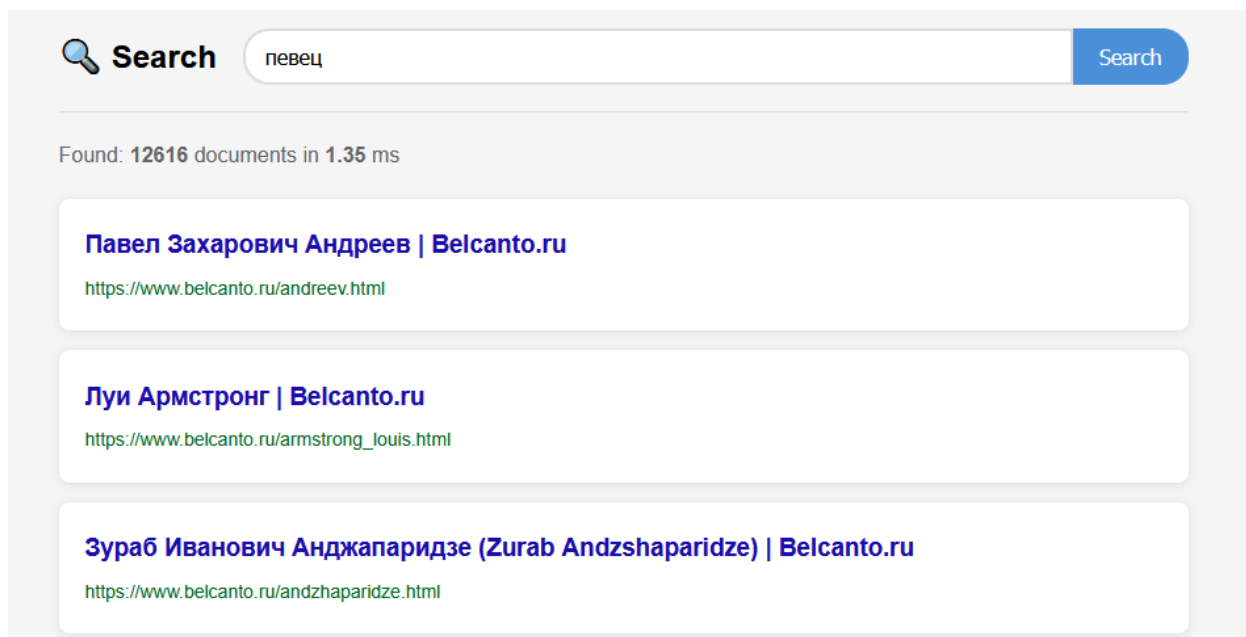 Search
певец
Search
Found: 12616 documents in 1.35 ms
Павел Захарович Андреев | Belcanto.ru
https://www.belcanto.ru/andreev.html
Луи Армстронг | Belcanto.ru
https://www.belcanto.ru/armstrong_louis.html
Зураб Иванович Анджапаридзе (Zurab Andzshaparidze) | Belcanto.ru
https://www.belcanto.ru/andzhaparidze.html